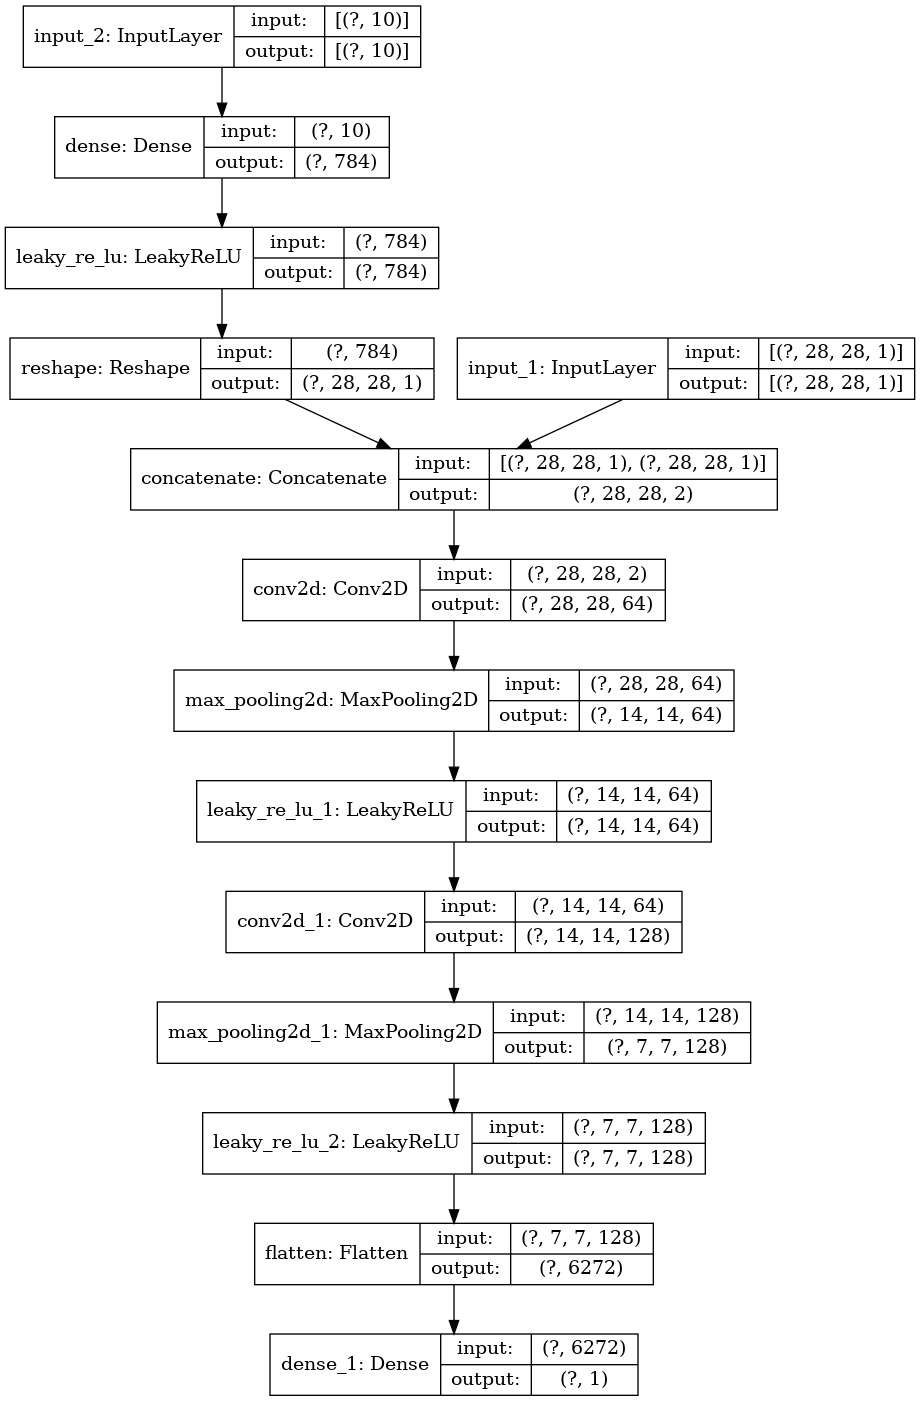 input_2: InputLayer
input: [(?, 10)]
output: [(?, 10)]
dense: Dense
input: (?, 10)
output: (?, 784)
leaky_re_lu: LeakyReLU
input: (?, 784)
output: (?, 784)
reshape: Reshape
input: (?, 784)
output: (?, 28, 28, 1)
input_1: InputLayer
input: [(?, 28, 28, 1)]
output: [(?, 28, 28, 1)]
concatenate: Concatenate
input: [(?, 28, 28, 1), (?, 28, 28, 1)]
output: (?, 28, 28, 2)
conv2d: Conv2D
input: (?, 28, 28, 2)
output: (?, 28, 28, 64)
max_pooling2d: MaxPooling2D
input: (?, 28, 28, 64)
output: (?, 14, 14, 64)
leaky_re_lu_1: LeakyReLU
input: (?, 14, 14, 64)
output: (?, 14, 14, 64)
conv2d_1: Conv2D
input: (?, 14, 14, 64)
output: (?, 14, 14, 128)
max_pooling2d_1: MaxPooling2D
input: (?, 14, 14, 128)
output: (?, 7, 7, 128)
leaky_re_lu_2: LeakyReLU
input: (?, 7, 7, 128)
output: (?, 7, 7, 128)
flatten: Flatten
input: (?, 7, 7, 128)
output: (?, 6272)
dense_1: Dense
input: (?, 6272)
output: (?, 1)